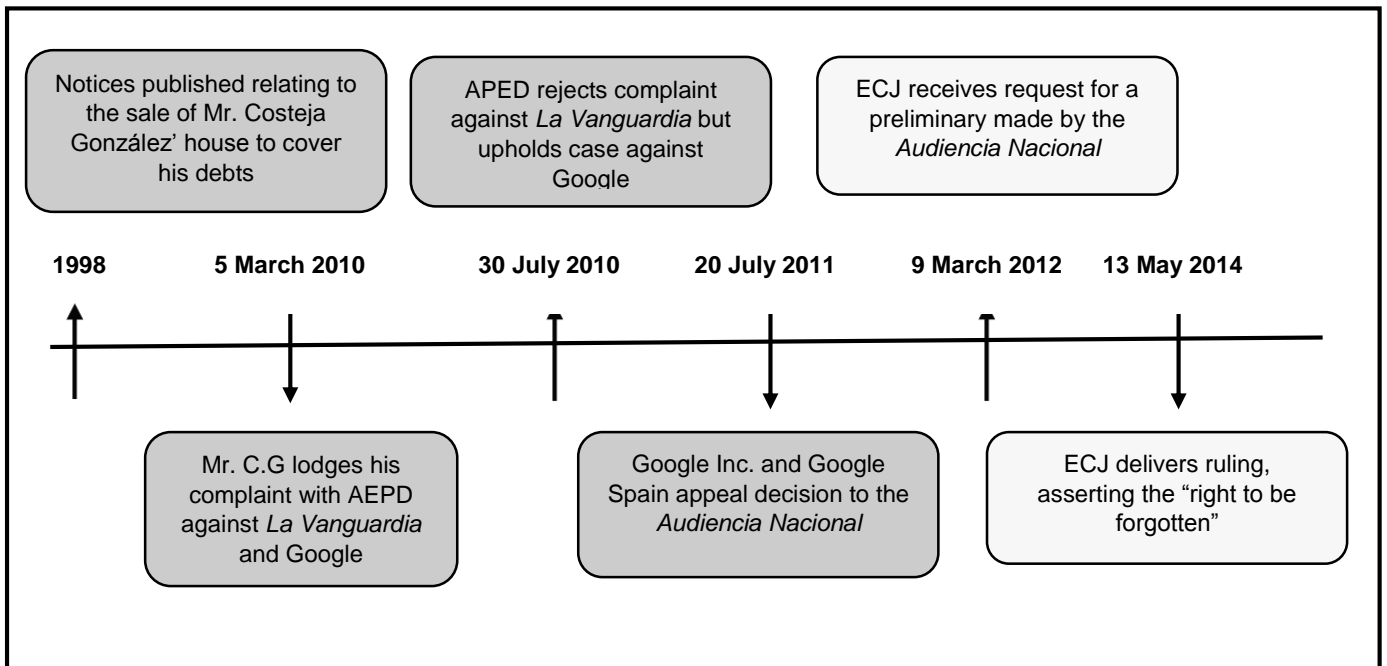 Notices published relating to
the sale of Mr. Costeja
González’ house to cover
his debts
APED rejects complaint
against La Vanguardia but
upholds case against
Google
ECJ receives request for a
preliminary made by the
Audiencia Nacional
1998
5 March 2010
30 July 2010
20 July 2011
9 March 2012
13 May 2014
Mr. C.G lodges his
complaint with AEPD
against La Vanguardia
and Google
Google Inc. and Google
Spain appeal decision to the
Audiencia Nacional
ECJ delivers ruling,
asserting the “right to be
forgotten”